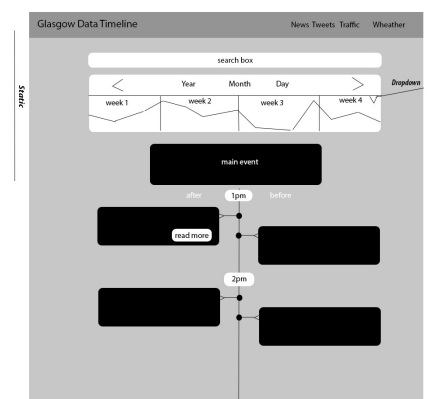 Glasgow Data Timeline News Tweets Traffic Wheather
search box
< Year Month Day >
Dropdown
week 1 week 2 week 3 week 4
Static
main event
after 1pm before
read more
2pm